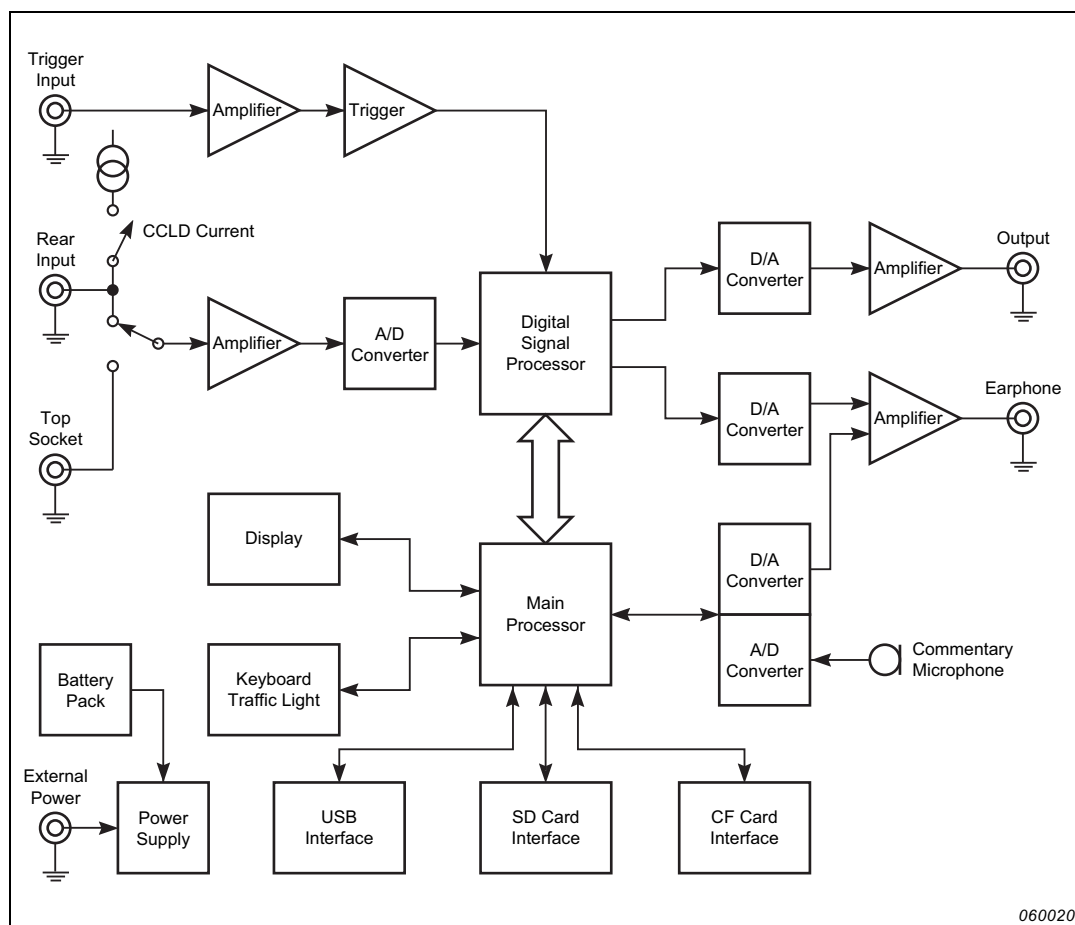 Trigger
Input
Amplifier
Trigger
CCLD Current
Rear
Input
Amplifier
A/D
Converter
Digital
Signal
Processor
D/A
Converter
Amplifier
Output
D/A
Converter
Amplifier
Earphone
Top
Socket
Display
Main
Processor
D/A
Converter
A/D
Converter
Commentary
Microphone
Battery
Pack
Keyboard
Traffic Light
External
Power
Power
Supply
USB
Interface
SD Card
Interface
CF Card
Interface
060020